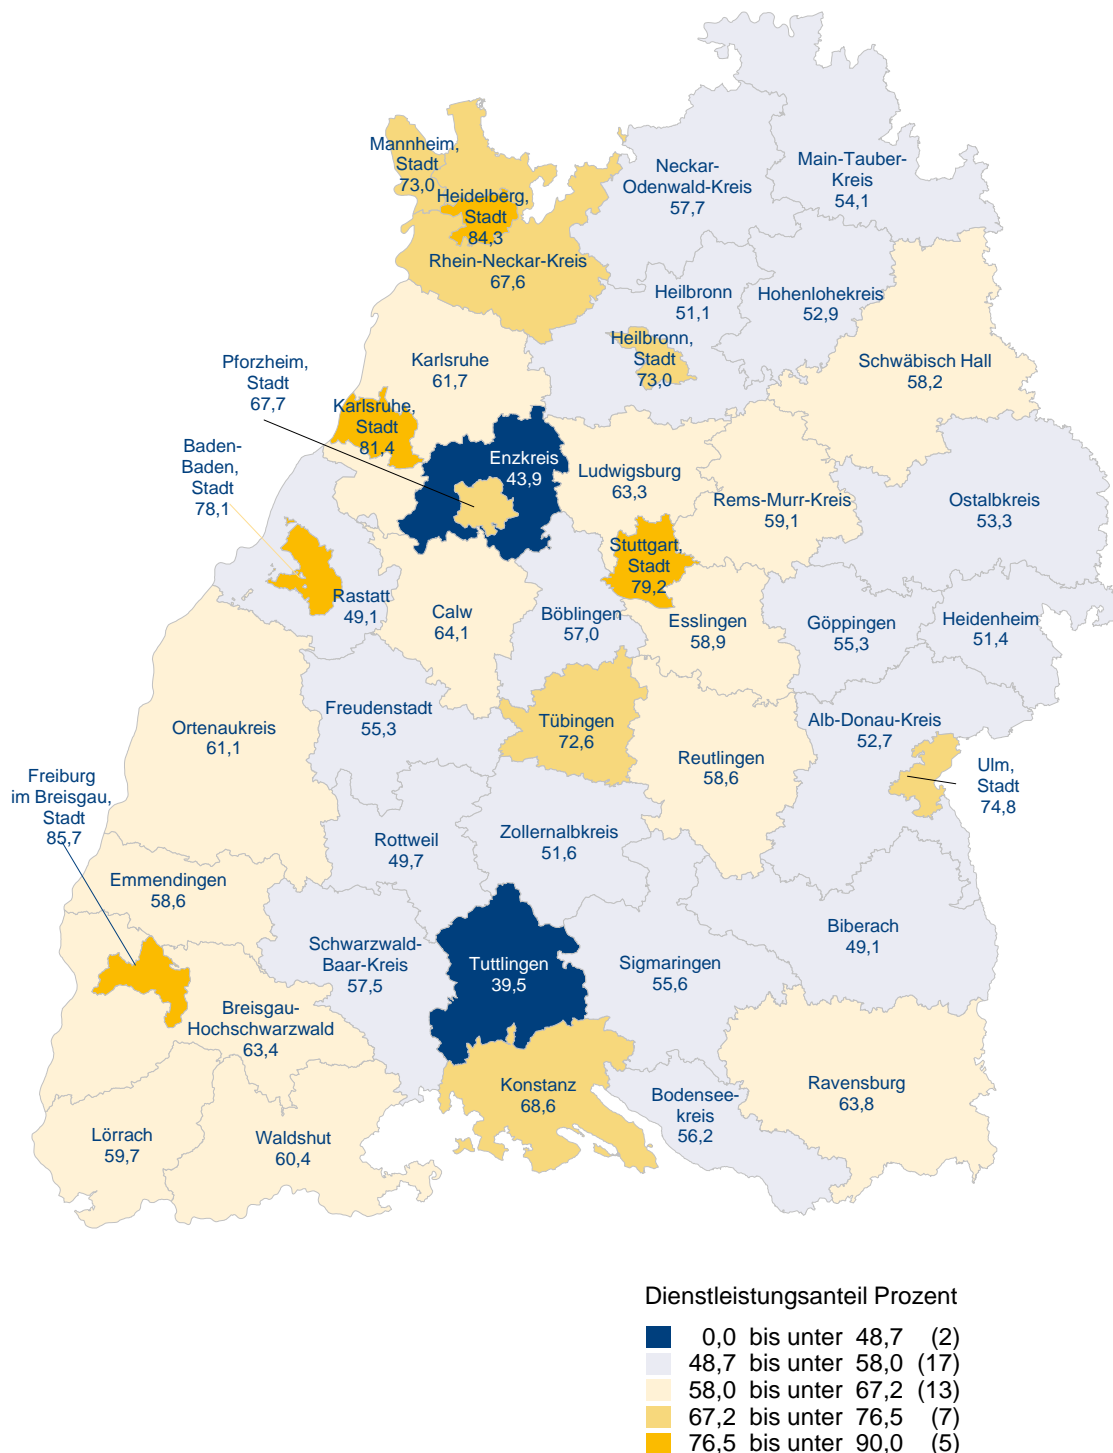 Mannheim,
Stadt
73,0
Heidelberg,
Stadt
84,3
Rhein-Neckar-Kreis
67,6
Neckar-
Odenwald-Kreis
57,7
Main-Tauber-
Kreis
54,1
Heilbronn
51,1
Hohenlohekreis
52,9
Heilbronn,
Stadt
73,0
Schwäbisch Hall
58,2
Karlsruhe
61,7
Pforzheim,
Stadt
67,7
Karlsruhe,
Stadt
81,4
Baden-
Baden,
Stadt
78,1
Enzkreis
43,9
Ludwigsburg
63,3
Rems-Murr-Kreis
59,1
Ostalbkreis
53,3
Stuttgart,
Stadt
79,2
Rastatt
49,1
Calw
64,1
Böblingen
57,0
Esslingen
58,9
Göppingen
55,3
Heidenheim
51,4
Freudenstadt
55,3
Ortenaukreis
61,1
Tübingen
72,6
Reutlingen
58,6
Alb-Donau-Kreis
52,7
Ulm,
Stadt
74,8
Freiburg
im Breisgau,
Stadt
85,7
Rottweil
49,7
Zollernalbkreis
51,6
Emmendingen
58,6
Schwarzwald-
Baar-Kreis
57,5
Tuttlingen
39,5
Sigmaringen
55,6
Biberach
49,1
Breisgau-
Hochschwarzwald
63,4
Konstanz
68,6
Bodensee-
kreis
56,2
Ravensburg
63,8
Lörrach
59,7
Waldshut
60,4
Dienstleistungsanteil Prozent
0,0 bis unter 48,7 (2)
48,7 bis unter 58,0 (17)
58,0 bis unter 67,2 (13)
67,2 bis unter 76,5 (7)
76,5 bis unter 90,0 (5)